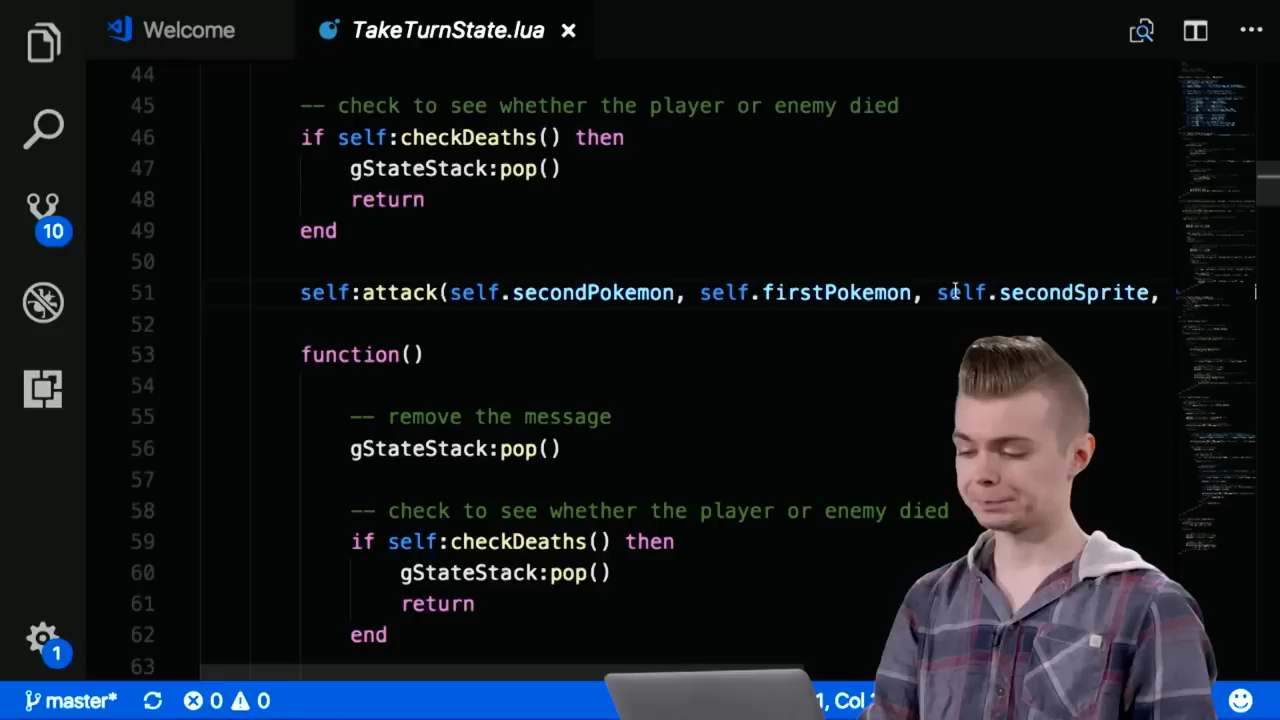 Welcome
TakeTurnState.lua
44
45 -- check to see whether the player or enemy died
46 if self:checkDeaths() then
47 gStateStack:pop()
48 return
49 end
50
51 self:attack(self.secondPokemon, self.firstPokemon, self.secondSprite,
52
53 function()
54
55 -- remove the message
56 gStateStack:pop()
57
58 -- check to see whether the player or enemy died
59 if self:checkDeaths() then
60 gStateStack:pop()
61 return
62 end
63
10
1
master* 0 0
1, Col